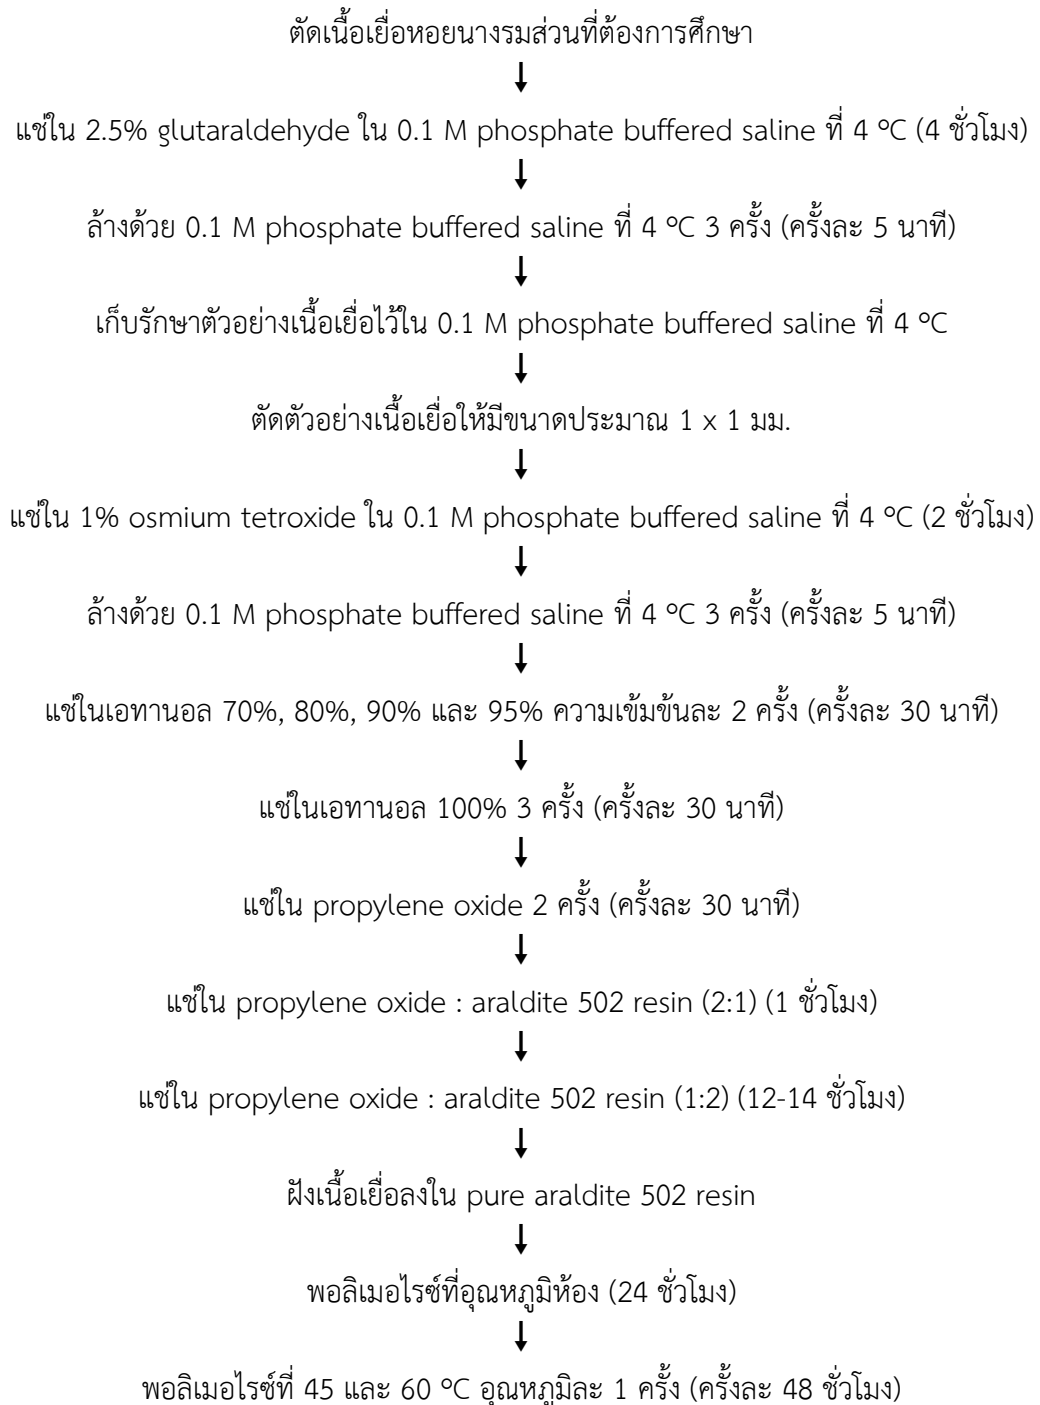 ตัดเนื้อเยื่อหอยนางรมส่วนที่ต้องการศึกษา
แช่ใน 2.5% glutaraldehyde ใน 0.1 M phosphate buffered saline ที่ 4 ºC (4 ชั่วโมง)
ล้างด้วย 0.1 M phosphate buffered saline ที่ 4 ºC 3 ครั้ง (ครั้งละ 5 นาที)
เก็บรักษาตัวอย่างเนื้อเยื่อไว้ใน 0.1 M phosphate buffered saline ที่ 4 ºC
ตัดตัวอย่างเนื้อเยื่อให้มีขนาดประมาณ 1 x 1 มม.
แช่ใน 1% osmium tetroxide ใน 0.1 M phosphate buffered saline ที่ 4 ºC (2 ชั่วโมง)
ล้างด้วย 0.1 M phosphate buffered saline ที่ 4 ºC 3 ครั้ง (ครั้งละ 5 นาที)
แช่ในเอทานอล 70%, 80%, 90% และ 95% ความเข้มข้นละ 2 ครั้ง (ครั้งละ 30 นาที)
แช่ในเอทานอล 100% 3 ครั้ง (ครั้งละ 30 นาที)
แช่ใน propylene oxide 2 ครั้ง (ครั้งละ 30 นาที)
แช่ใน propylene oxide : araldite 502 resin (2:1) (1 ชั่วโมง)
แช่ใน propylene oxide : araldite 502 resin (1:2) (12-14 ชั่วโมง)
ฝังเนื้อเยื่อลงใน pure araldite 502 resin
พอลิเมอไรซ์ที่อุณหภูมิห้อง (24 ชั่วโมง)
พอลิเมอไรซ์ที่ 45 และ 60 ºC อุณหภูมิละ 1 ครั้ง (ครั้งละ 48 ชั่วโมง)